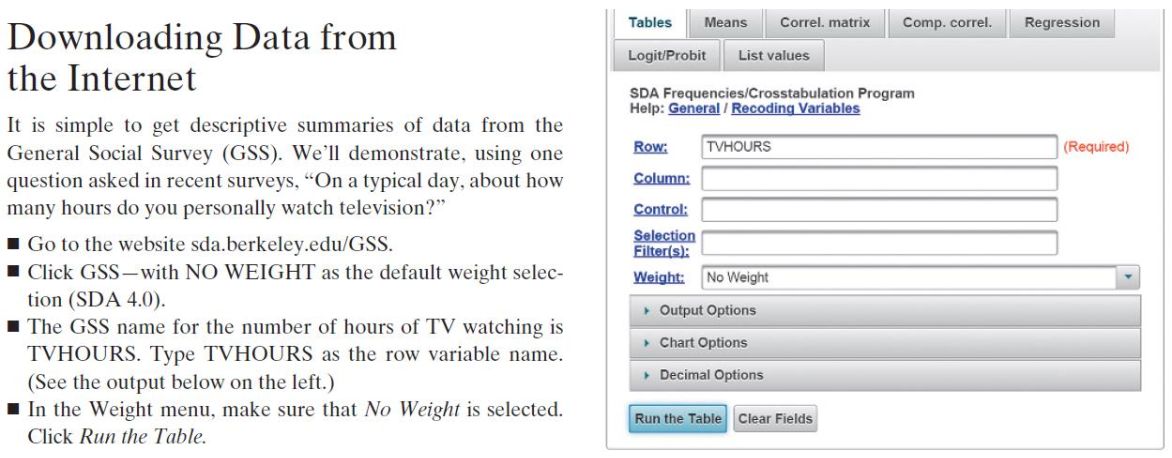 Downloading Data from
the Internet
It is simple to get descriptive summaries of data from the
General Social Survey (GSS). We’ll demonstrate, using one
question asked in recent surveys, “On a typical day, about how
many hours do you personally watch television?”
■ Go to the website sda.berkeley.edu/GSS.
■ Click GSS—with NO WEIGHT as the default weight selec-
tion (SDA 4.0).
■ The GSS name for the number of hours of TV watching is
TVHOURS. Type TVHOURS as the row variable name.
(See the output below on the left.)
■ In the Weight menu, make sure that No Weight is selected.
Click Run the Table.
Tables Means Correl. matrix Comp. correl. Regression
Logit/Probit List values
SDA Frequencies/Crosstabulation Program
Help: General / Recoding Variables
Row: TVHOURS (Required)
Column:
Control:
Selection
Filter(s):
Weight: No Weight
Output Options
Chart Options
Decimal Options
Run the Table Clear Fields